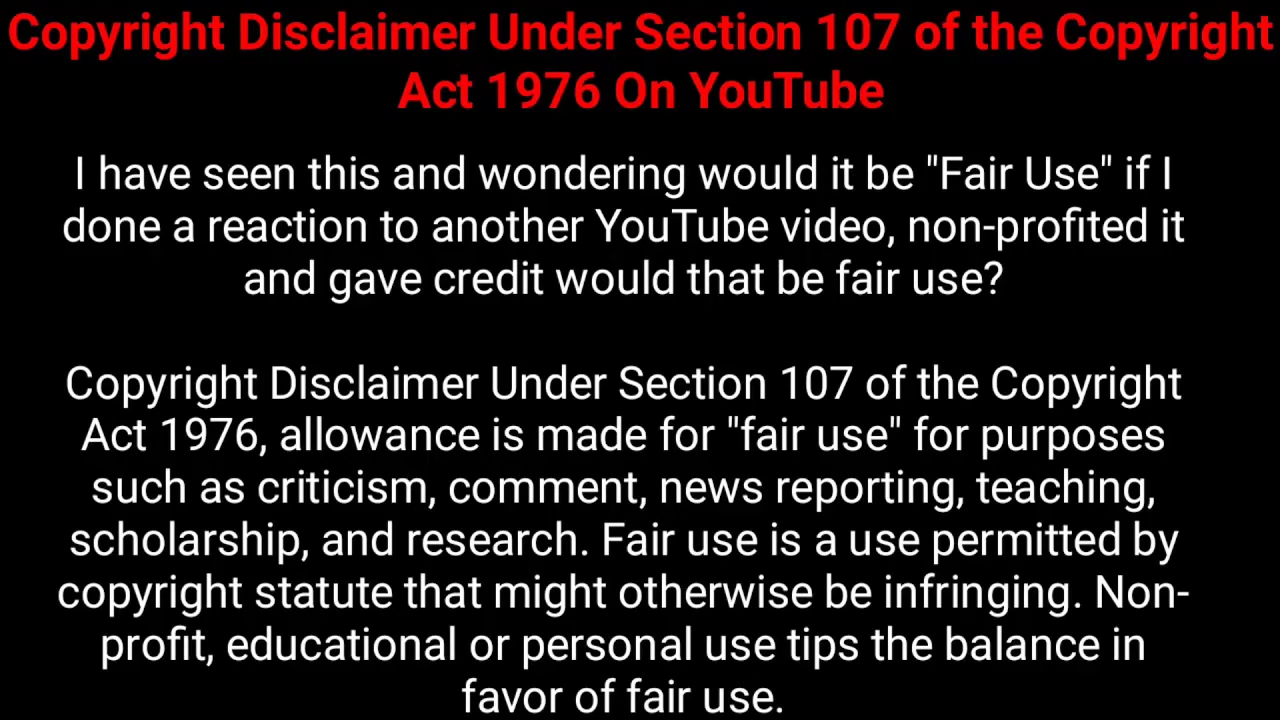 Copyright Disclaimer Under Section 107 of the Copyright
Act 1976 On YouTube
I have seen this and wondering would it be "Fair Use" if I
done a reaction to another YouTube video, non-profited it
and gave credit would that be fair use?
Copyright Disclaimer Under Section 107 of the Copyright
Act 1976, allowance is made for "fair use" for purposes
such as criticism, comment, news reporting, teaching,
scholarship, and research. Fair use is a use permitted by
copyright statute that might otherwise be infringing. Non-
profit, educational or personal use tips the balance in
favor of fair use.